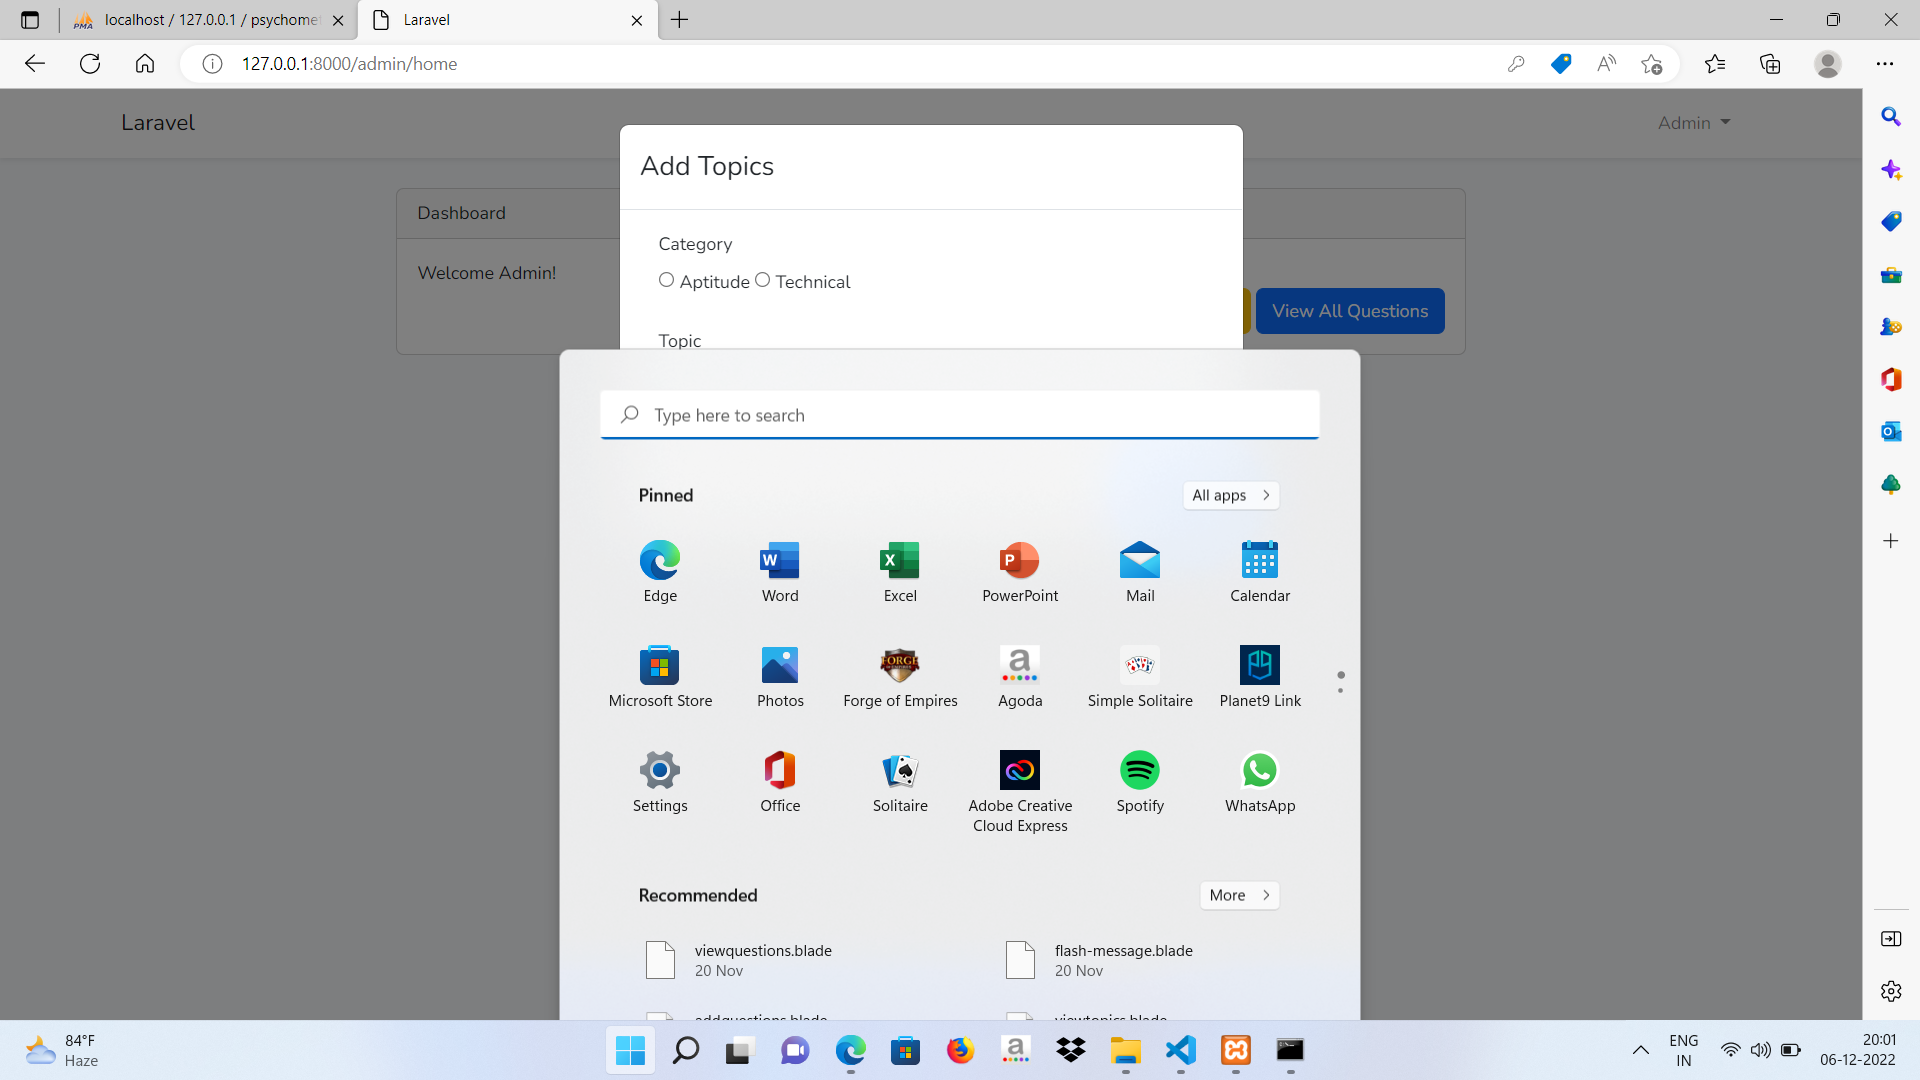 localhost / 127.0.0.1 / psychome
Laravel
127.0.0.1:8000/admin/home
Laravel
Admin
Add Topics
Dashboard
Category
Welcome Admin!
Aptitude Technical
View All Questions
Topic
Type here to search
Pinned
All apps
Edge
Word
Excel
PowerPoint
Mail
Calendar
Microsoft Store
Photos
Forge of Empires
Agoda
Simple Solitaire
Planet9 Link
Settings
Office
Solitaire
Adobe Creative
Cloud Express
Spotify
WhatsApp
Recommended
More
viewquestions.blade
20 Nov
flash-message.blade
20 Nov
addquestions.blade
viewtopics.blade
84°F
Haze
ENG
IN
20:01
06-12-2022